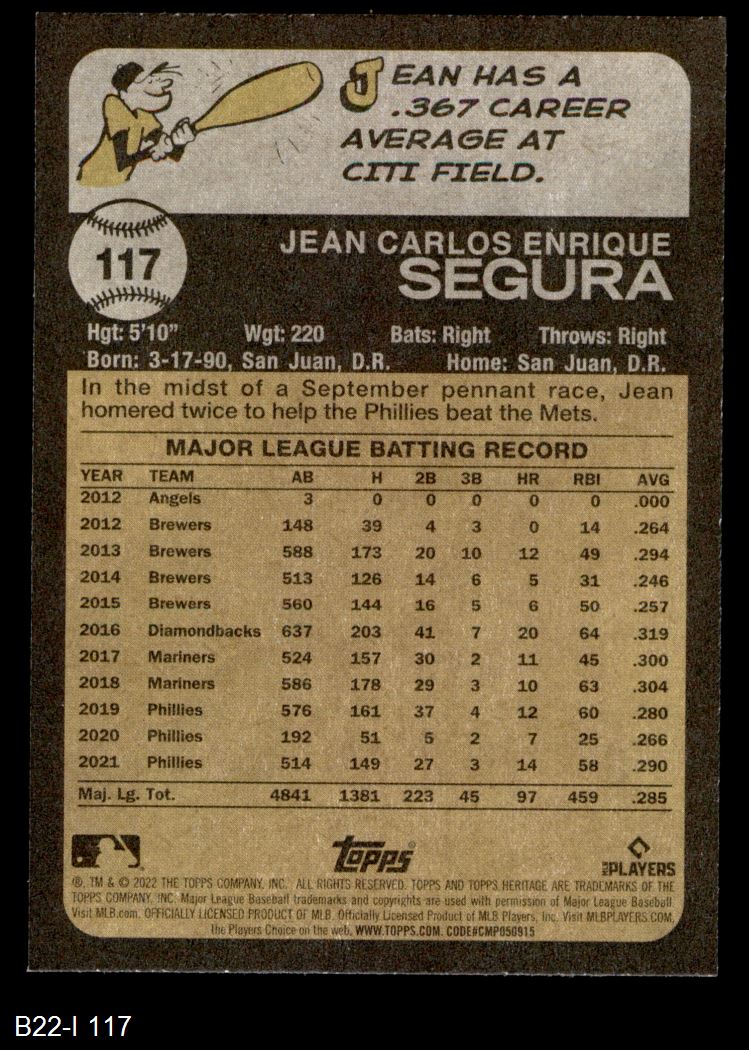 JEAN HAS A
.367 CAREER
AVERAGE AT
CITI FIELD.
117
JEAN CARLOS ENRIQUE
SEGURA
Hgt: 5'10" Wgt: 220 Bats: Right Throws: Right
Born: 3-17-90, San Juan, D.R. Home: San Juan, D.R.
In the midst of a September pennant race, Jean
homered twice to help the Phillies beat the Mets.
MAJOR LEAGUE BATTING RECORD
YEAR TEAM AB H 2B 3B HR RBI AVG
2012 Angels 3 0 0 0 0 0 .000
2012 Brewers 148 39 4 3 0 14 .264
2013 Brewers 588 173 20 10 12 49 .294
2014 Brewers 513 126 14 6 5 31 .246
2015 Brewers 560 144 16 5 6 50 .257
2016 Diamondbacks 637 203 41 7 20 64 .319
2017 Mariners 524 157 30 2 11 45 .300
2018 Mariners 586 178 29 3 10 63 .304
2019 Phillies 576 161 37 4 12 60 .280
2020 Phillies 192 51 5 2 7 25 .266
2021 Phillies 514 149 27 3 14 58 .290
Maj. Lg. Tot. 4841 1381 223 45 97 459 .285
Topps®
MLB PLAYERS
®, TM & © 2022 THE TOPPS COMPANY, INC. ALL RIGHTS RESERVED. TOPPS AND TOPPS HERITAGE ARE TRADEMARKS OF THE
TOPPS COMPANY, INC. Major League Baseball trademarks and copyrights are used with permission of Major League Baseball.
Visit MLB.com. OFFICIALLY LICENSED PRODUCT OF MLB. Officially Licensed Product of MLB Players, Inc. Visit MLBPLAYERS.COM,
the Players Choice on the web. WWW.TOPPS.COM. CODE#CMP050915
B22-I 117